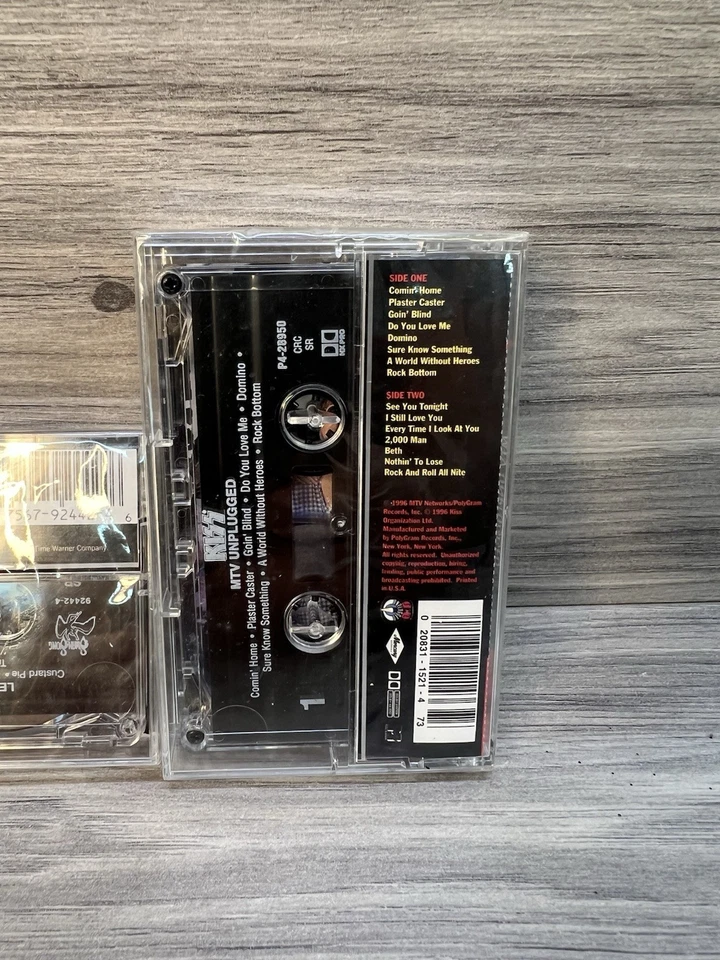 SIDE ONE
Comin' Home
Plaster Caster
Goin' Blind
Do You Love Me
Domino
Sure Know Something
A World Without Heroes
Rock Bottom
SIDE TWO
See You Tonight
I Still Love You
Every Time I Look At You
2,000 Man
Beth
Nothin' To Lose
Rock And Roll All Nite
1996 MTV Networks/PolyGram
Records, Inc. © 1996 Kiss
Organization Ltd.
Manufactured and Marketed
by PolyGram Records, Inc.,
New York, New York.
All rights reserved. Unauthorized
copying, reproduction, hiring,
lending, public performance and
broadcasting prohibited. Printed
in U.S.A.
Mercury
0 20831-1521-4 73
P4-28950
CRC
SR
HX PRO
KISS
MTV UNPLUGGED
Comin' Home • Plaster Caster • Goin' Blind • Do You Love Me • Domino •
Sure Know Something • A World Without Heroes • Rock Bottom
1
6
Time Warner Company
SR
92442-4
Custard Pie •